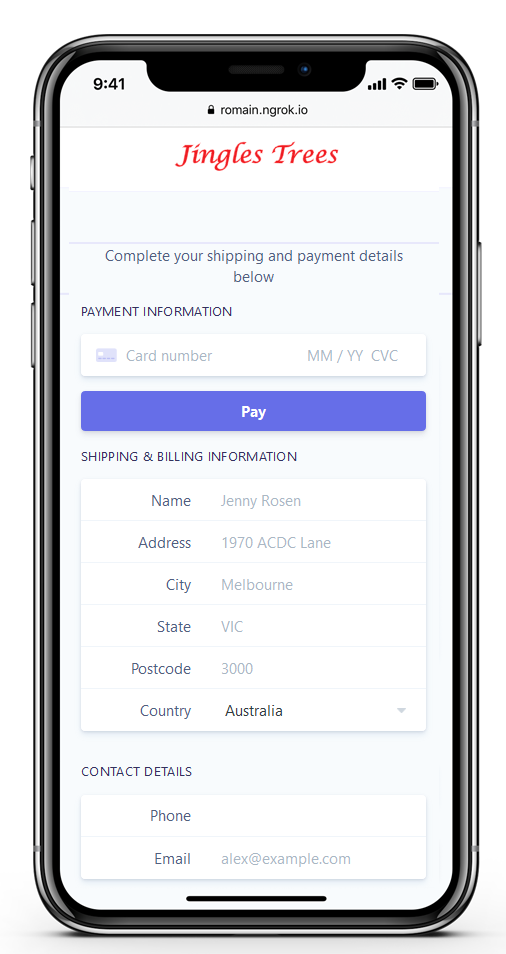 9:41
romain.ngrok.io
Jingles Trees
Complete your shipping and payment details
below
PAYMENT INFORMATION
Card number MM / YY CVC
Pay
SHIPPING & BILLING INFORMATION
Name Jenny Rosen
Address 1970 ACDC Lane
City Melbourne
State VIC
Postcode 3000
Country Australia
CONTACT DETAILS
Phone
Email alex@example.com